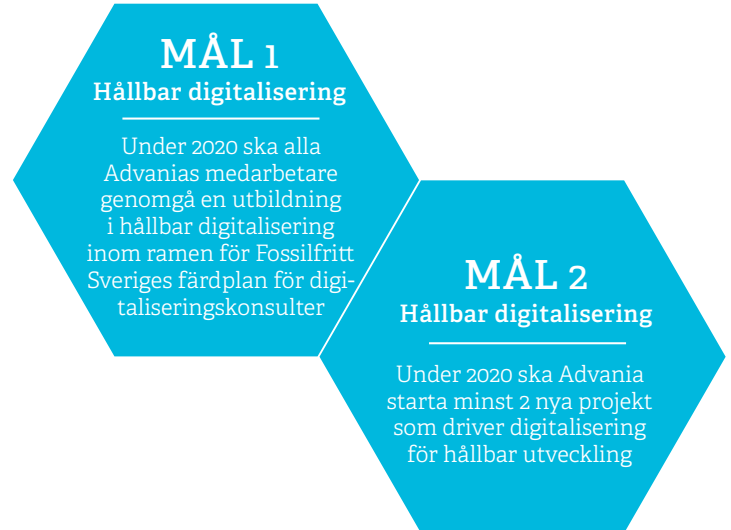 MÅL 1
Hållbar digitalisering
Under 2020 ska alla
Advanias medarbetare
genomgå en utbildning
i hållbar digitalisering
inom ramen för Fossilfritt
Sveriges färdplan för digi-
taliseringskonsulter
MÅL 2
Hållbar digitalisering
Under 2020 ska Advania
starta minst 2 nya projekt
som driver digitalisering
för hållbar utveckling